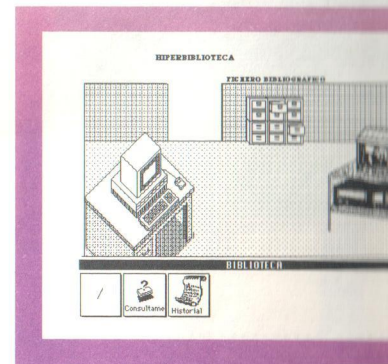 HIPERBIBLIOTECA
FICHERO BIBLIOGRAFICO
BIBLIOTECA
/
?
Consultame
Historial